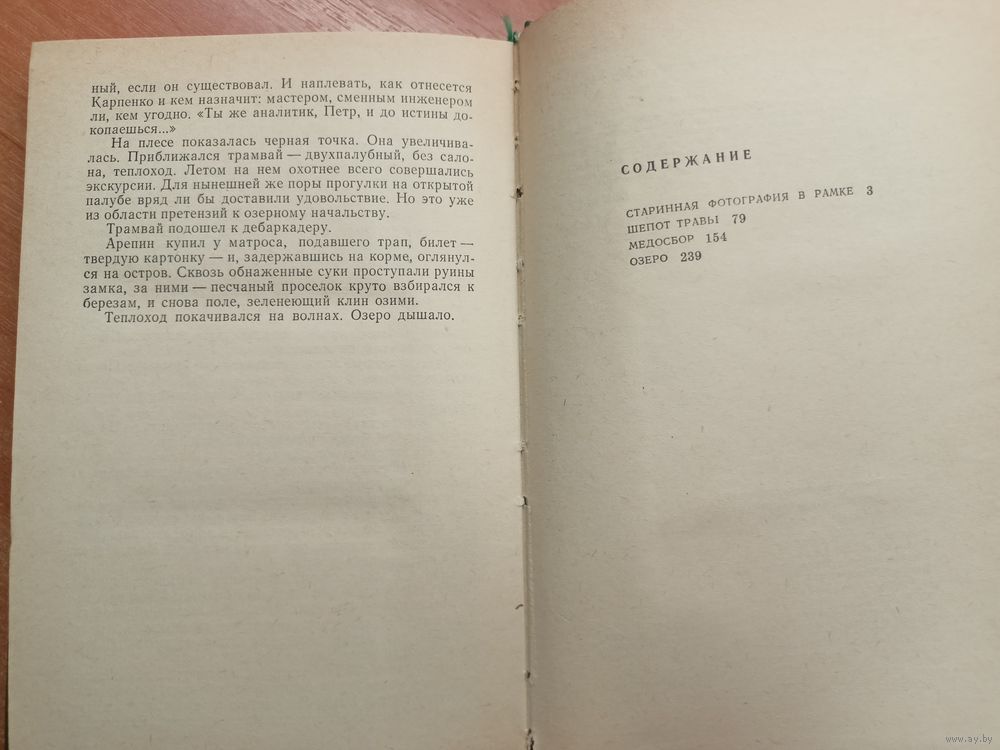 ный, если он существовал. И наплевать, как отнесется
Карпенко и кем назначит: мастером, сменным инженером
ли, кем угодно. «Ты же аналитик, Петр, и до истины до-
копаешься...»
На плесе показалась черная точка. Она увеличива-
лась. Приближался трамвай — двухпалубный, без сало-
на, теплоход. Летом на нем охотнее всего совершались
экскурсии. Для нынешней же поры прогулки на открытой
палубе вряд ли бы доставили удовольствие. Но это уже
из области претензий к озерному начальству.
Трамвай подошел к дебаркадеру.
Арепин купил у матроса, подавшего трап, билет —
твердую картонку — и, задержавшись на корме, оглянул-
ся на остров. Сквозь обнаженные суки проступали руины
замка, за ними — песчаный проселок круто взбирался к
березам, и снова поле, зеленеющий клин озими.
Теплоход покачивался на волнах. Озеро дышало.
СОДЕРЖАНИЕ
СТАРИННАЯ ФОТОГРАФИЯ В РАМКЕ 3
ШЕПОТ ТРАВЫ 79
МЕДОСБОР 154
ОЗЕРО 239
www.ay.by